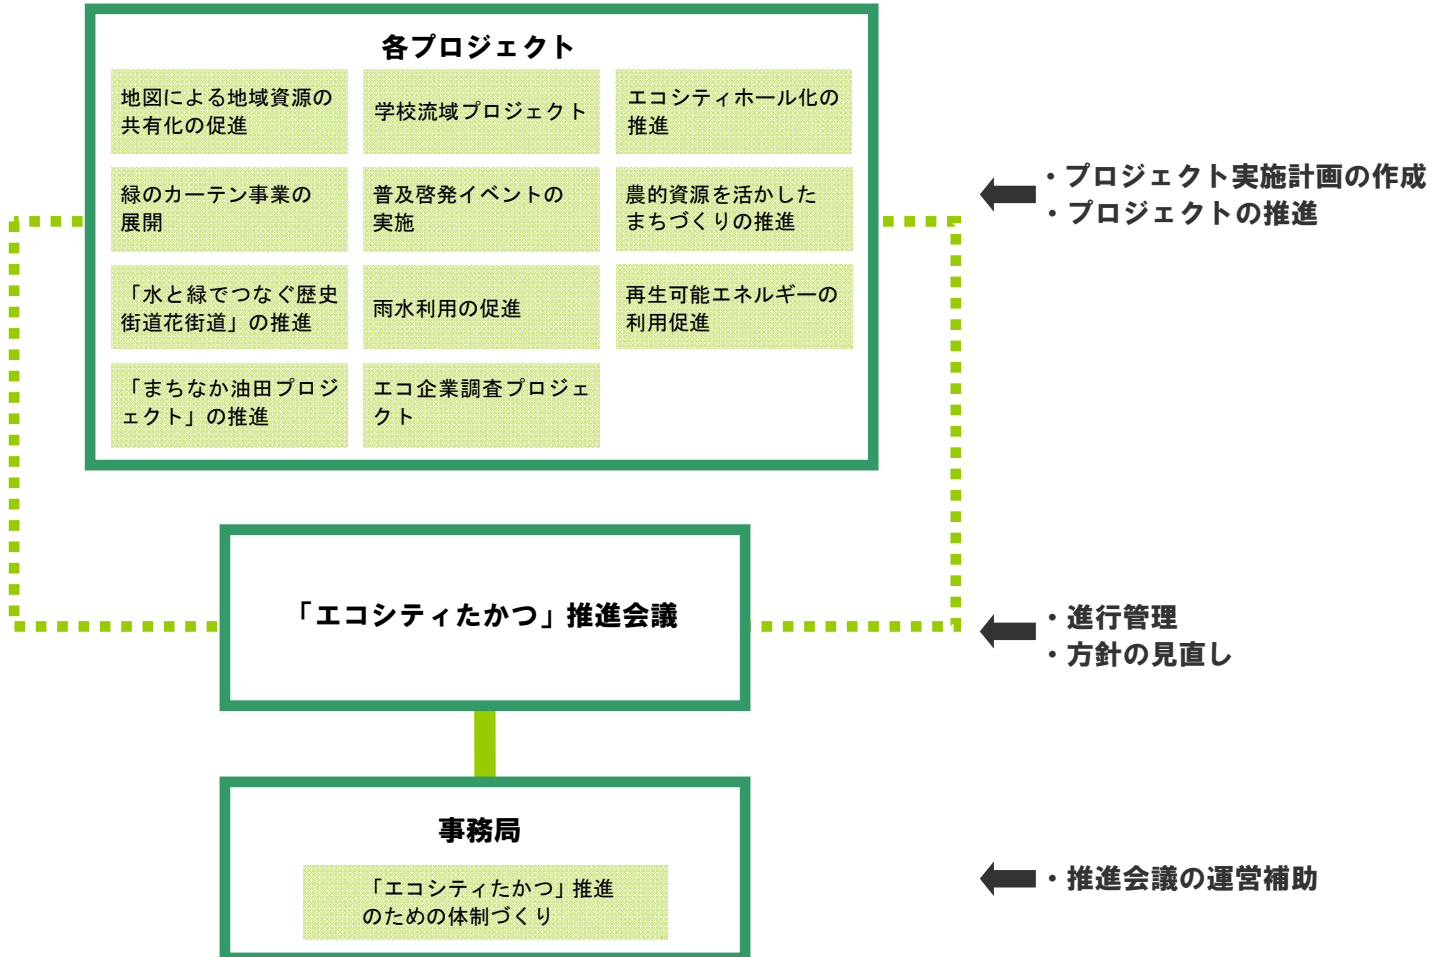 各プロジェクト
地図による地域資源の
共有化の促進
学校流域プロジェクト
エコシティホール化の
推進
緑のカーテン事業の
展開
普及啓発イベントの
実施
農的資源を活かした
まちづくりの推進
「水と緑でつなぐ歴史
街道花街道」の推進
雨水利用の促進
再生可能エネルギーの
利用促進
「まちなか油田プロジ
ェクト」の推進
エコ企業調査プロジェ
クト
・プロジェクト実施計画の作成
・プロジェクトの推進
「エコシティたかつ」推進会議
・進行管理
・方針の見直し
事務局
「エコシティたかつ」推進
のための体制づくり
・推進会議の運営補助